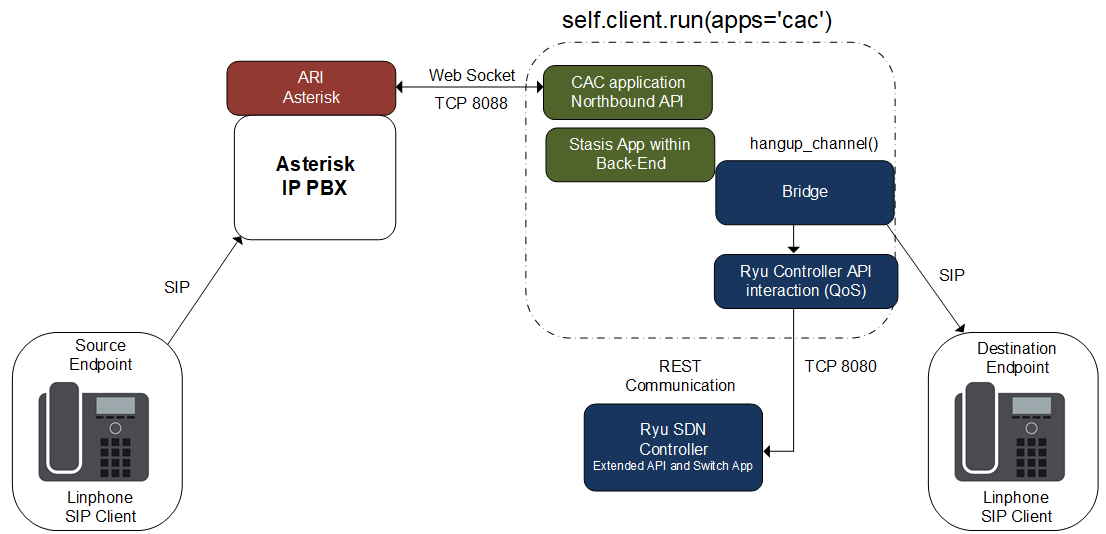 self.client.run(apps='cac')
ARI
Asterisk
Web Socket
TCP 8088
CAC application
Northbound API
Asterisk
IP PBX
Stasis App within
Back-End
hangup_channel()
Bridge
Ryu Controller API
interaction (QoS)
SIP
SIP
Source
Endpoint
Linphone
SIP Client
REST
Communication
TCP 8080
Ryu SDN
Controller
Extended API and Switch App
Destination
Endpoint
Linphone
SIP Client